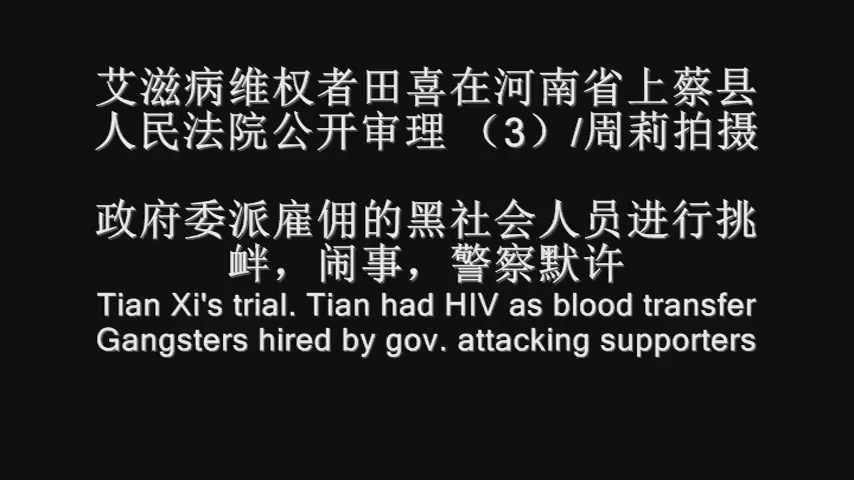 艾滋病维权者田喜在河南省上蔡县
人民法院公开审理 （3）/周莉拍摄
政府委派雇佣的黑社会人员进行挑
衅，闹事，警察默许
Tian Xi's trial. Tian had HIV as blood transfer
Gangsters hired by gov. attacking supporters